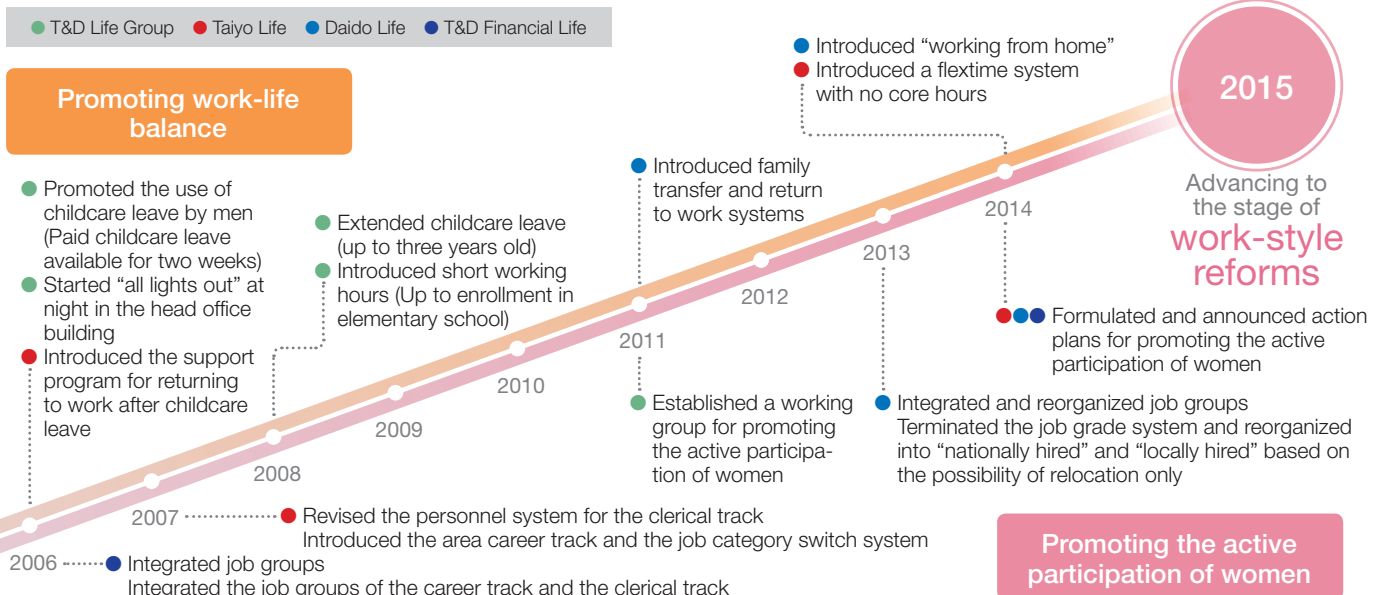 T&D Life Group Taiyo Life Daido Life T&D Financial Life
Promoting work-life
balance
Promoted the use of
childcare leave by men
(Paid childcare leave
available for two weeks)
Started “all lights out” at
night in the head office
building
Introduced the support
program for returning
to work after childcare
leave
Extended childcare leave
(up to three years old)
Introduced short working
hours (Up to enrollment in
elementary school)
Introduced family
transfer and return
to work systems
Introduced “working from home”
Introduced a flextime system
with no core hours
2015
Advancing to
the stage of
work-style
reforms
2014
2013
2012
2011
2010
2009
2008
2007
2006
Formulated and announced action
plans for promoting the active
participation of women
Established a working
group for promoting
the active participa-
tion of women
Integrated and reorganized job groups
Terminated the job grade system and reorganized
into “nationally hired” and “locally hired” based on
the possibility of relocation only
Revised the personnel system for the clerical track
Introduced the area career track and the job category switch system
Integrated job groups
Integrated the job groups of the career track and the clerical track
Promoting the active
participation of women